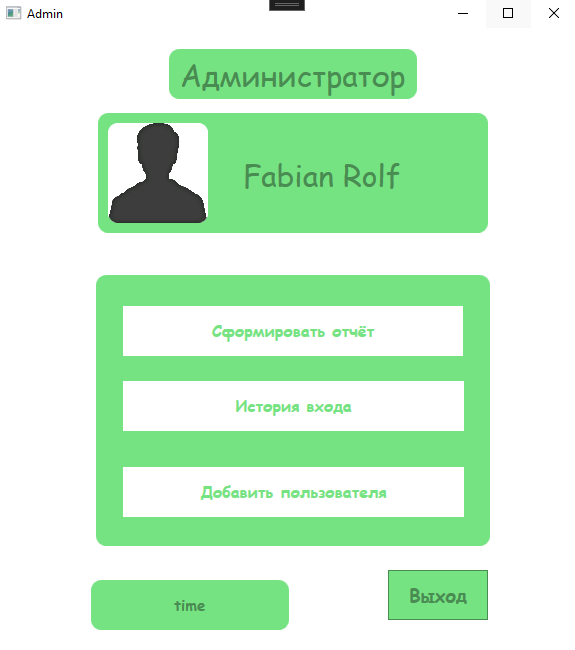 Admin
Администратор
Fabian Rolf
Сформировать отчёт
История входа
Добавить пользователя
time
Выход